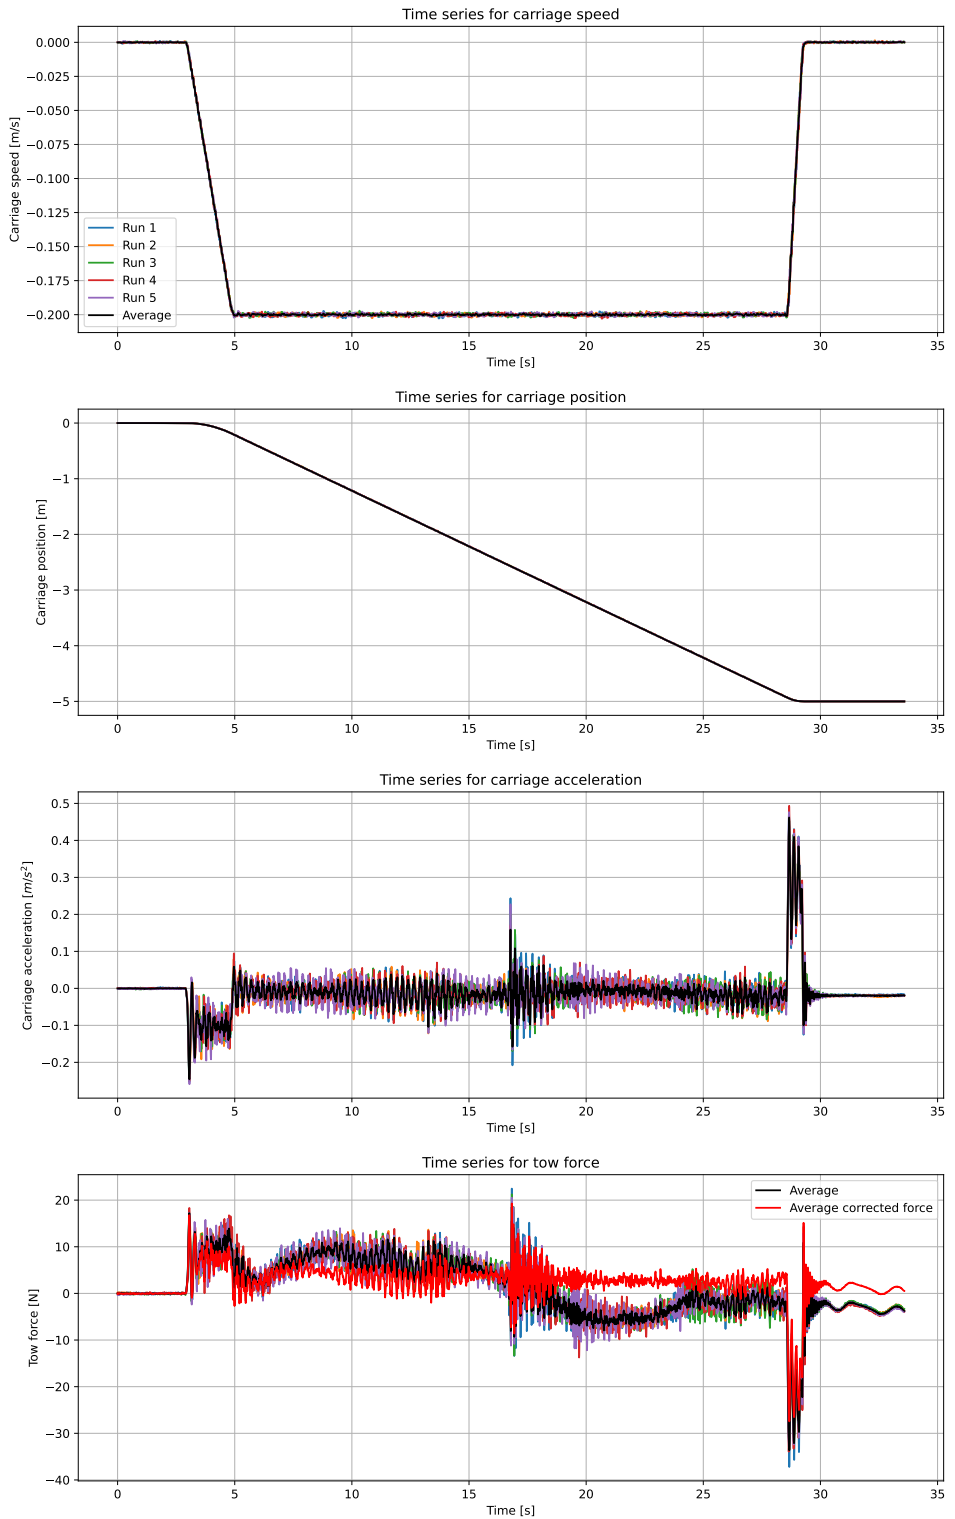 Time series for carriage speed
Carriage speed [m/s]
0.000
−0.025
−0.050
−0.075
−0.100
−0.125
−0.150
−0.175
−0.200
Run 1
Run 2
Run 3
Run 4
Run 5
Average
0 5 10 15 20 25 30 35
Time [s]
Time series for carriage position
Carriage position [m]
0
−1
−2
−3
−4
−5
0 5 10 15 20 25 30 35
Time [s]
Time series for carriage acceleration
Carriage acceleration [m/s²]
0.5
0.4
0.3
0.2
0.1
0.0
−0.1
−0.2
0 5 10 15 20 25 30 35
Time [s]
Time series for tow force
Tow force [N]
20
10
0
−10
−20
−30
−40
Average
Average corrected force
0 5 10 15 20 25 30 35
Time [s]